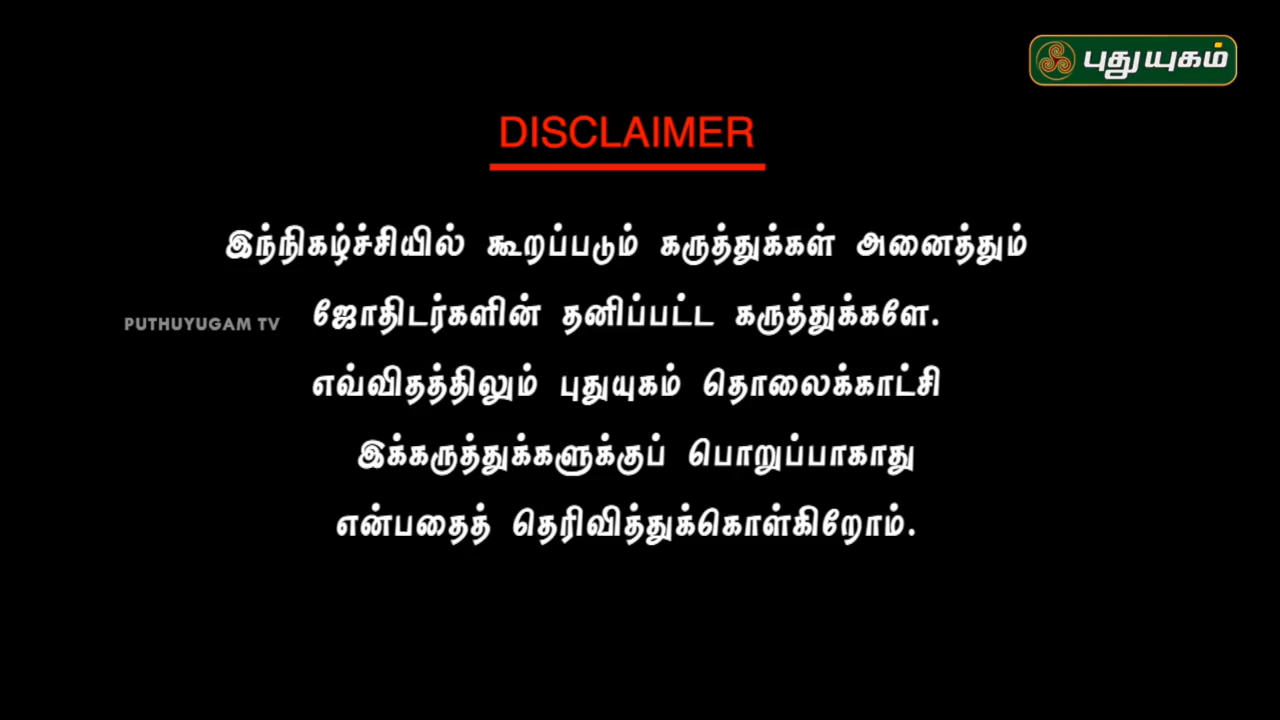 புதுயுகம்
DISCLAIMER
இந்நிகழ்ச்சியில் கூறப்படும் கருத்துக்கள் அனைத்தும்
PUTHUYUGAM TV ஜோதிடர்களின் தனிப்பட்ட கருத்துக்களே.
எவ்விதத்திலும் புதுயுகம் தொலைக்காட்சி
இக்கருத்துக்களுக்குப் பொறுப்பாகாது
என்பதைத் தெரிவித்துக்கொள்கிறோம்.